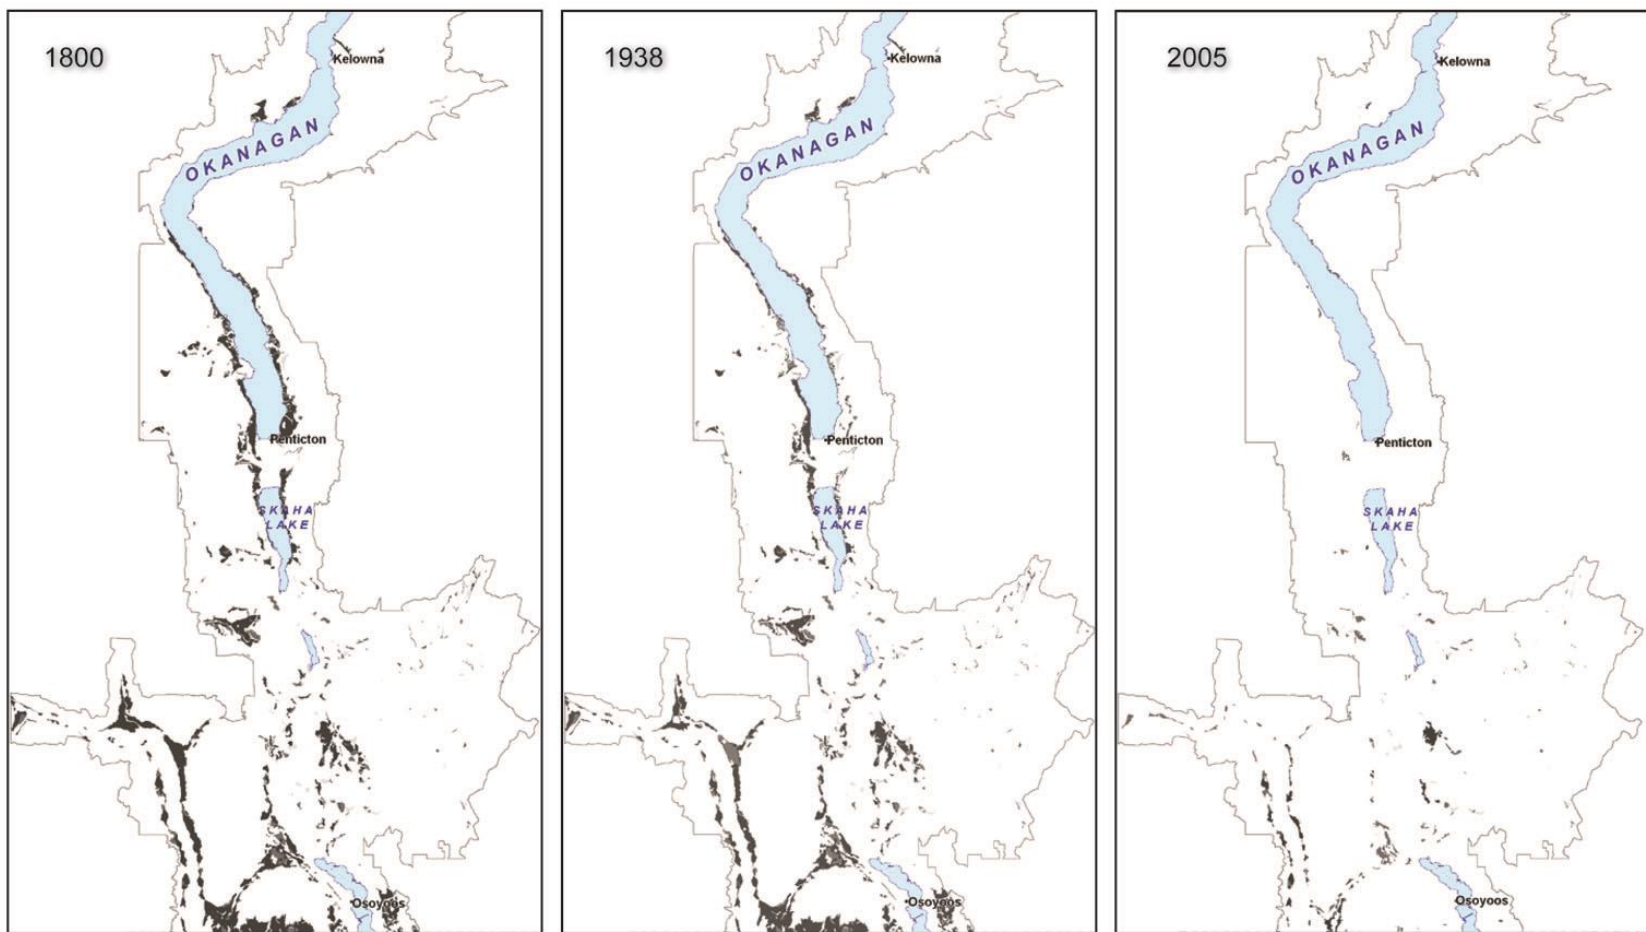 1800
Kelowna
OKANAGAN
Penticton
SKAHA
LAKE
Osoyoos
1938
Kelowna
OKANAGAN
Penticton
SKAHA
LAKE
Osoyoos
2005
Kelowna
OKANAGAN
Penticton
SKAHA
LAKE
Osoyoos